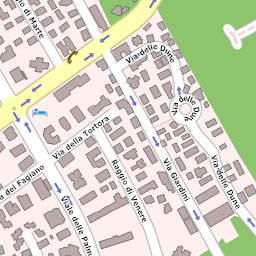 o di Marte
Via delle Dune
Via delle Dune
Via della Tortora
Via Giardini
Raggio di Venere
Via delle Dune
a del Fagiano
Viale delle Palm